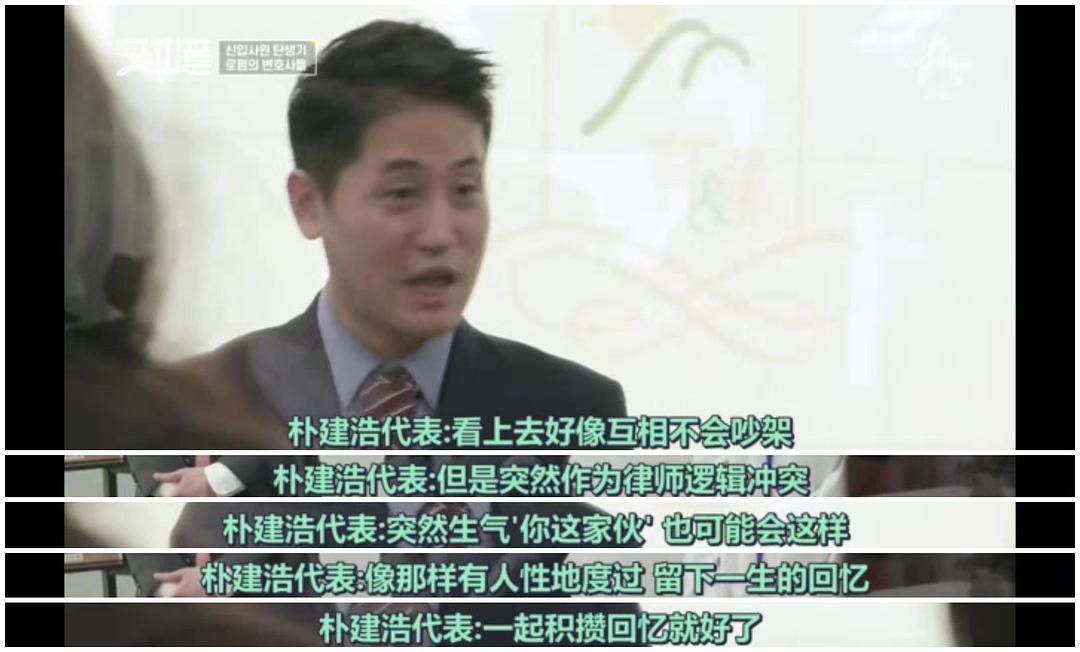 굿피플
신입사원 탄생기
로펌의 변호사들
朴建浩代表:看上去好像互相不会吵架
朴建浩代表:但是突然作为律师逻辑冲突
朴建浩代表:突然生气'你这家伙' 也可能会这样
朴建浩代表:像那样有人性地度过 留下一生的回忆
朴建浩代表:一起积攒回忆就好了